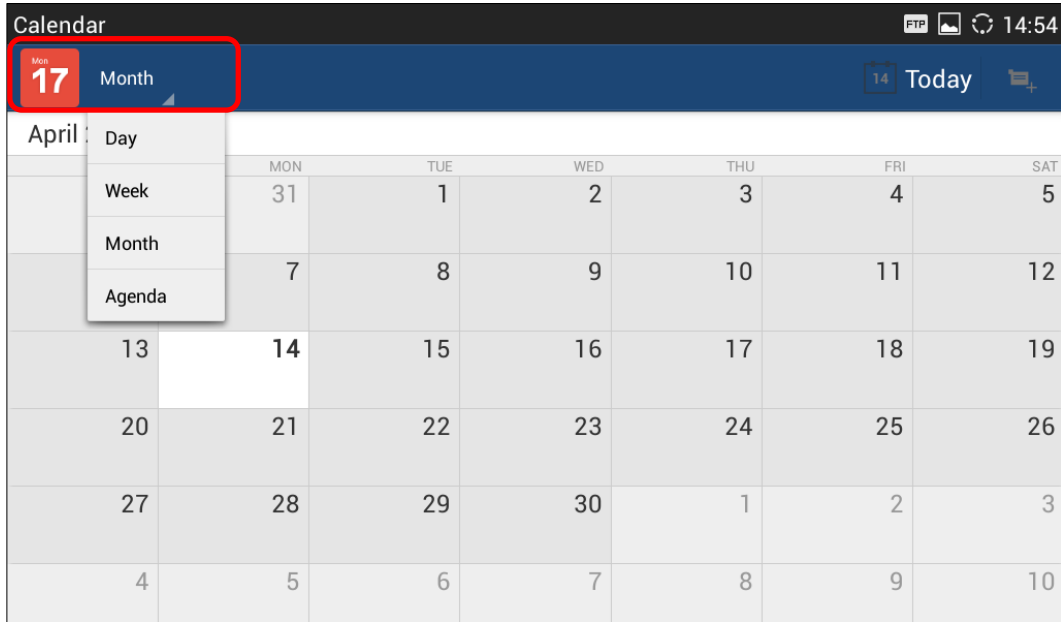 Calendar FTP 14:54
Mon
17 Month 14 Today
April
Day
Week
Month
Agenda
MON TUE WED THU FRI SAT
31 1 2 3 4 5
7 8 9 10 11 12
13 14 15 16 17 18 19
20 21 22 23 24 25 26
27 28 29 30 1 2 3
4 5 6 7 8 9 10